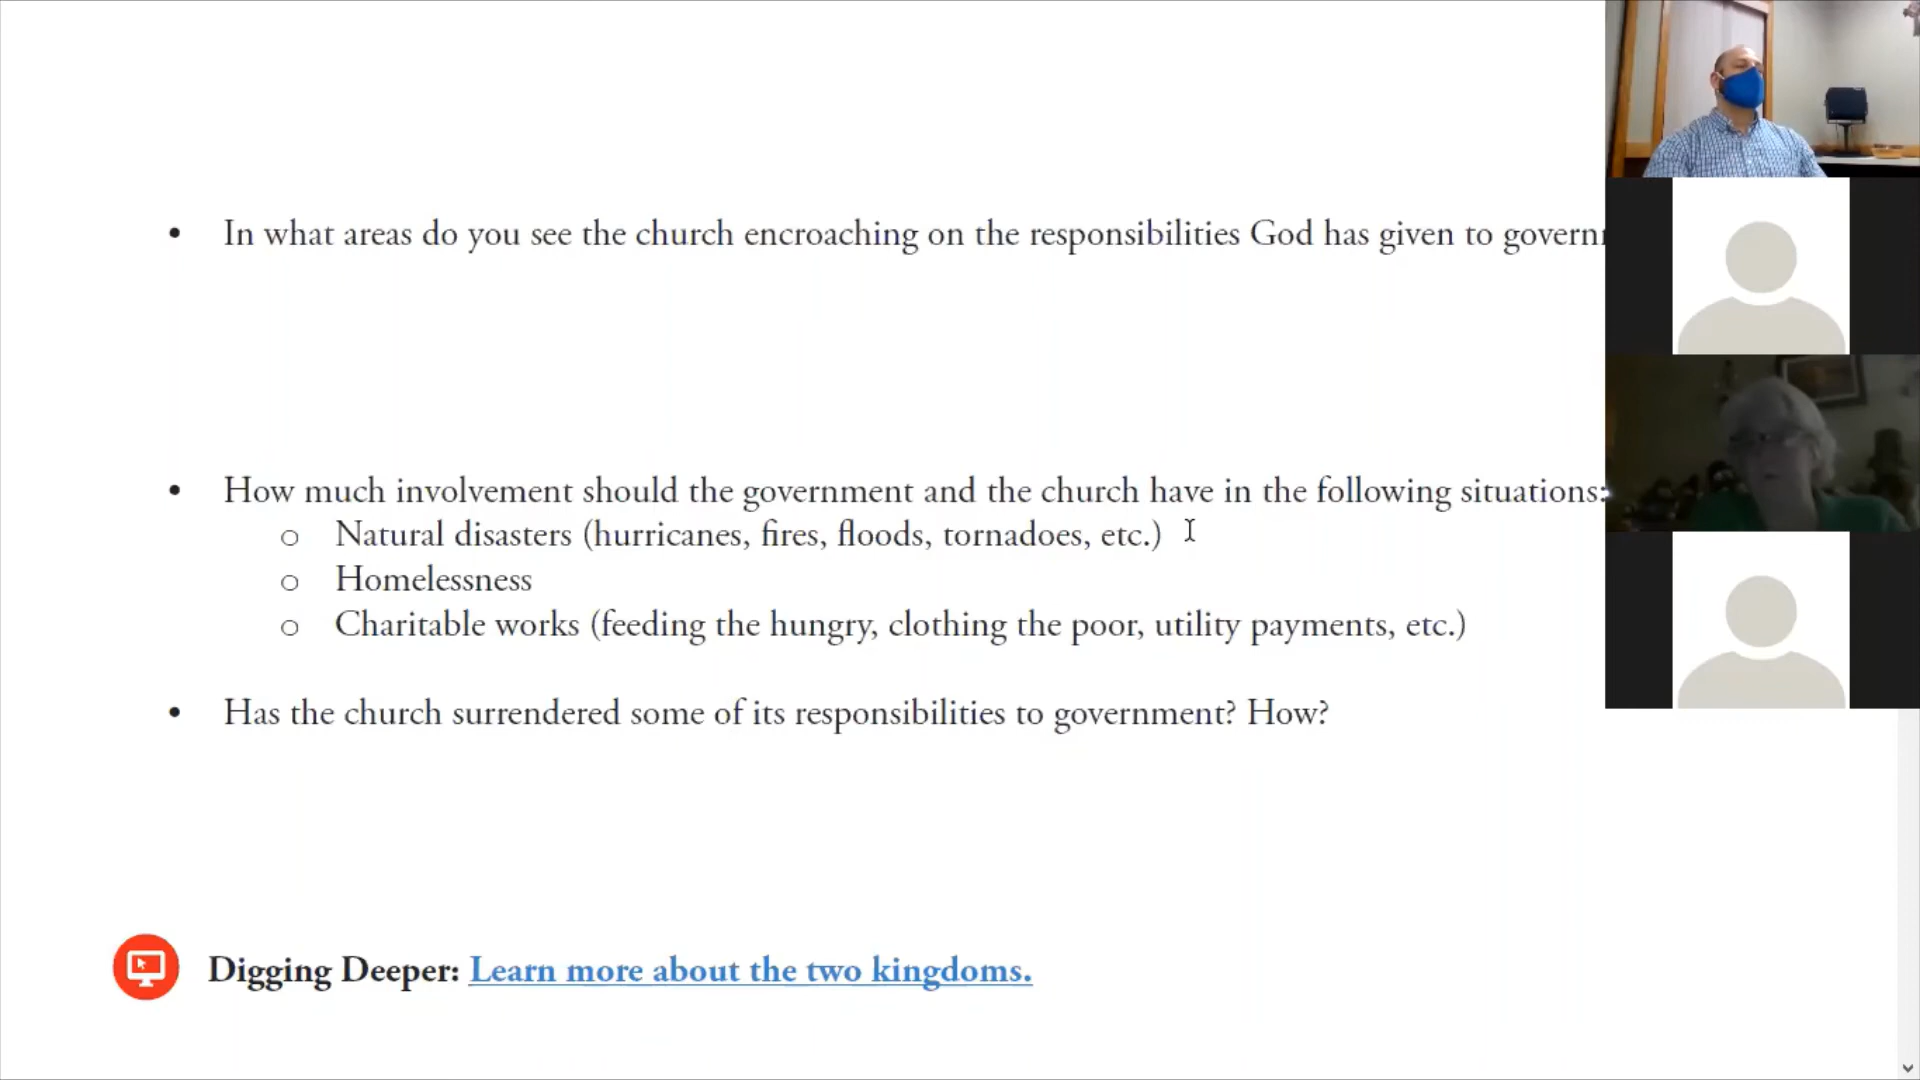 • In what areas do you see the church encroaching on the responsibilities God has given to
• How much involvement should the government and the church have in the following situations:
o Natural disasters (hurricanes, fires, floods, tornadoes, etc.)
o Homelessness
o Charitable works (feeding the hungry, clothing the poor, utility payments, etc.)
• Has the church surrendered some of its responsibilities to government? How?
Digging Deeper: Learn more about the two kingdoms.